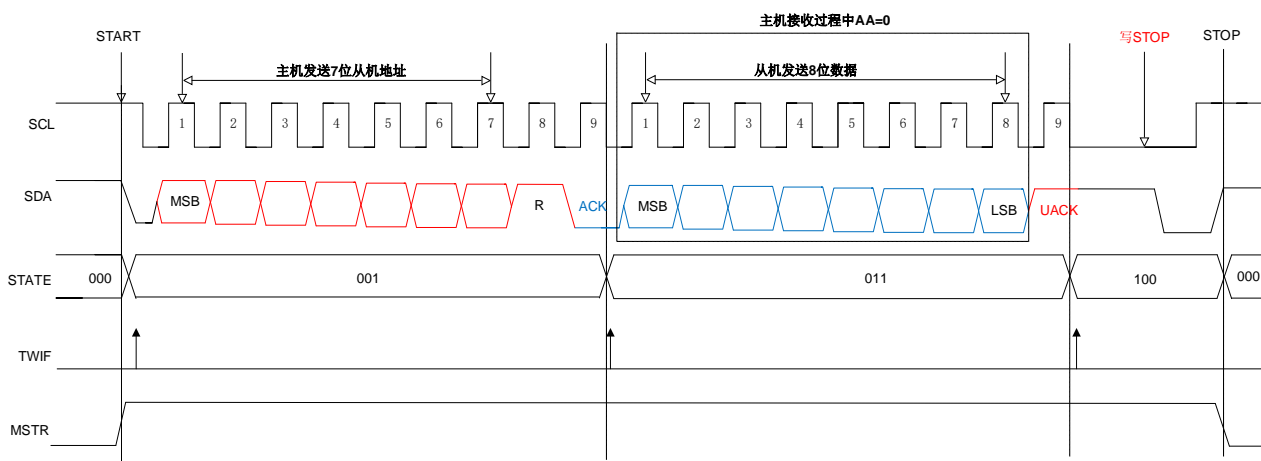 主机接收过程中AA=0
START
写STOP
STOP
主机发送7位从机地址
从机发送8位数据
SCL
1 2 3 4 5 6 7 8 9 1 2 3 4 5 6 7 8 9
SDA
MSB R ACK MSB LSB UACK
STATE
000 001 011 100 000
TWIF
MSTR